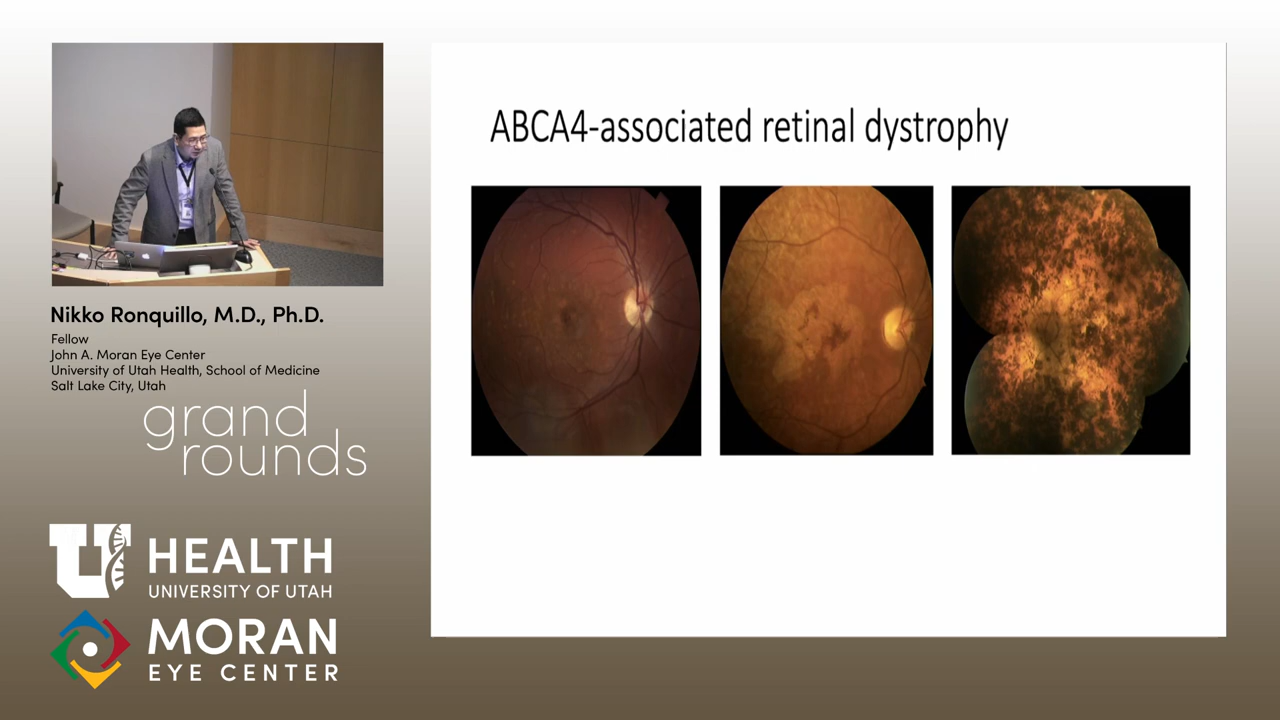 ABCA4-associated retinal dystrophy
Nikko Ronquillo, M.D., Ph.D.
Fellow
John A. Moran Eye Center
University of Utah Health, School of Medicine
Salt Lake City, Utah
grand
rounds
U HEALTH
UNIVERSITY OF UTAH
MORAN
EYE CENTER